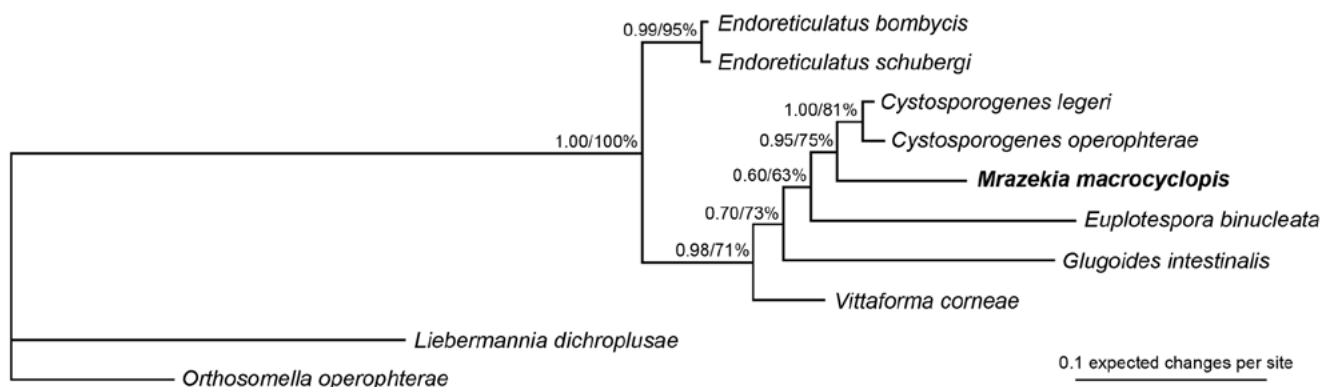 Endoreticulatus bombycis
0.99/95%
Endoreticulatus schubergi
Cystosporogenes legeri
1.00/81%
Cystosporogenes operophterae
1.00/100%
0.95/75%
Mrazekia macrocyclopis
0.60/63%
Euplotespora binucleata
0.70/73%
0.98/71%
Glugoides intestinalis
Vittaforma corneae
Liebermannia dichroplusae
0.1 expected changes per site
Orthosomella operophterae